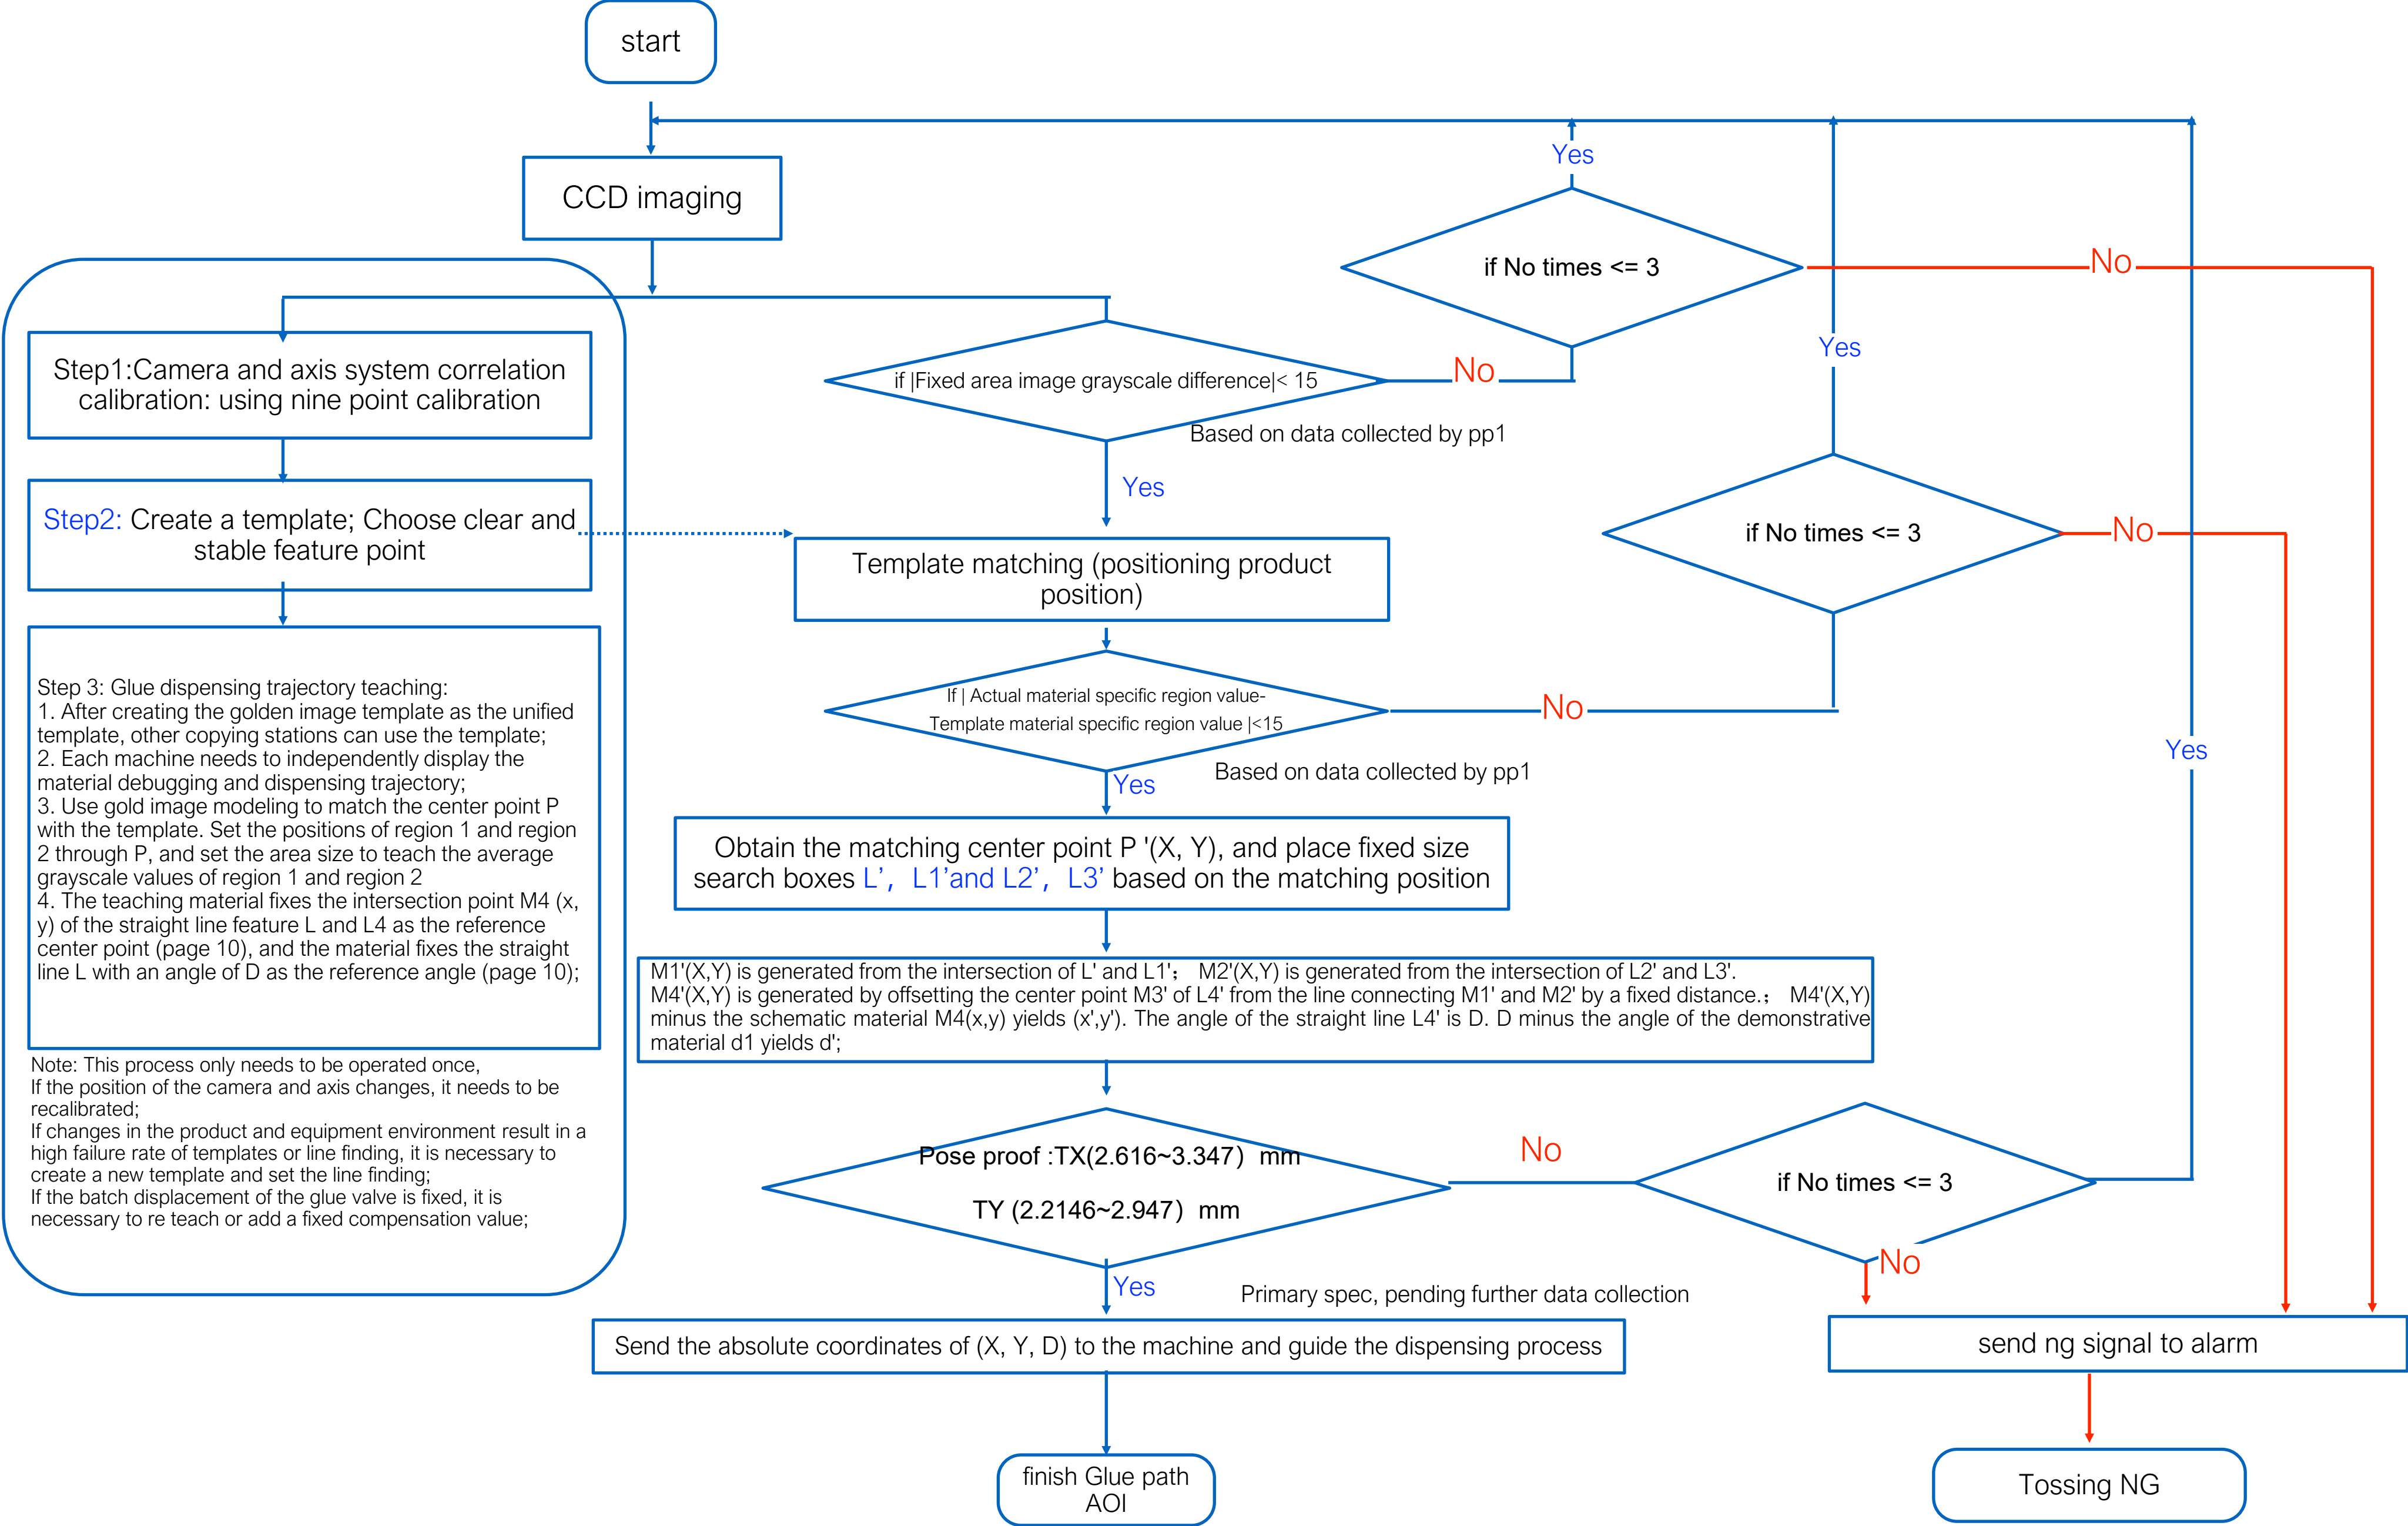 start
CCD imaging
Yes
if No times <= 3
No
Step1:Camera and axis system correlation
calibration: using nine point calibration
if |Fixed area image grayscale difference|< 15
No
Based on data collected by pp1
Yes
Yes
Step2: Create a template; Choose clear and
stable feature point
Template matching (positioning product
position)
if No times <= 3
No
If | Actual material specific region value-
Template material specific region value |<15
No
Based on data collected by pp1
Yes
Yes
Step 3: Glue dispensing trajectory teaching:
1. After creating the golden image template as the unified
template, other copying stations can use the template;
2. Each machine needs to independently display the
material debugging and dispensing trajectory;
3. Use gold image modeling to match the center point P
with the template. Set the positions of region 1 and region
2 through P, and set the area size to teach the average
grayscale values of region 1 and region 2
4. The teaching material fixes the intersection point M4 (x,
y) of the straight line feature L and L4 as the reference
center point (page 10), and the material fixes the straight
line L with an angle of D as the reference angle (page 10);
Note: This process only needs to be operated once,
If the position of the camera and axis changes, it needs to be
recalibrated;
If changes in the product and equipment environment result in a
high failure rate of templates or line finding, it is necessary to
create a new template and set the line finding;
If the batch displacement of the glue valve is fixed, it is
necessary to re teach or add a fixed compensation value;
Obtain the matching center point P '(X, Y), and place fixed size
search boxes L’，L1’and L2’，L3’ based on the matching position
M1'(X,Y) is generated from the intersection of L' and L1'； M2'(X,Y) is generated from the intersection of L2' and L3'.
M4'(X,Y) is generated by offsetting the center point M3' of L4' from the line connecting M1' and M2' by a fixed distance.； M4'(X,Y)
minus the schematic material M4(x,y) yields (x',y'). The angle of the straight line L4' is D. D minus the angle of the demonstrative
material d1 yields d';
Pose proof :TX(2.616~3.347）mm
TY (2.2146~2.947）mm
No
if No times <= 3
No
Yes
Primary spec, pending further data collection
Send the absolute coordinates of (X, Y, D) to the machine and guide the dispensing process
send ng signal to alarm
finish Glue path
AOI
Tossing NG